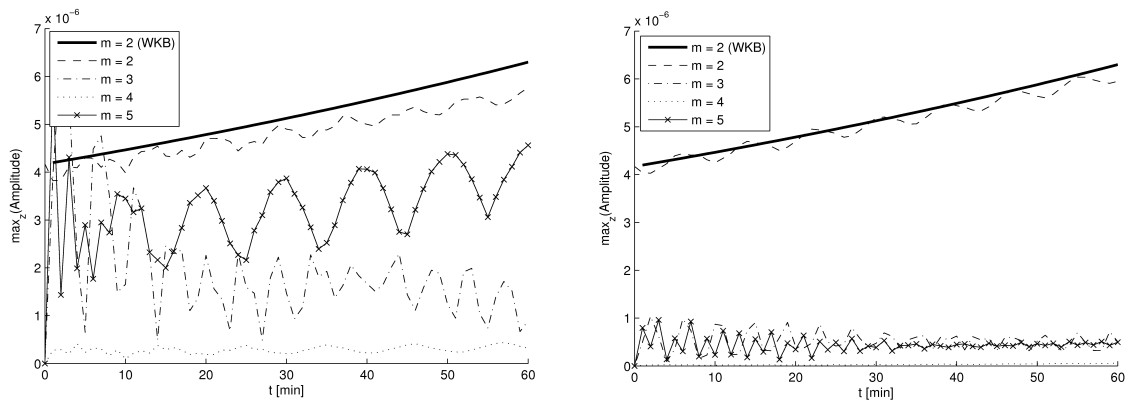 x 10⁻⁶
7
6
5
4
3
2
1
0
max_z(Amplitude)
m = 2 (WKB)
m = 2
m = 3
m = 4
m = 5
0 10 20 30 40 50 60
t [min]
x 10⁻⁶
7
6
5
4
3
2
1
0
max_z(Amplitude)
m = 2 (WKB)
m = 2
m = 3
m = 4
m = 5
0 10 20 30 40 50 60
t [min]